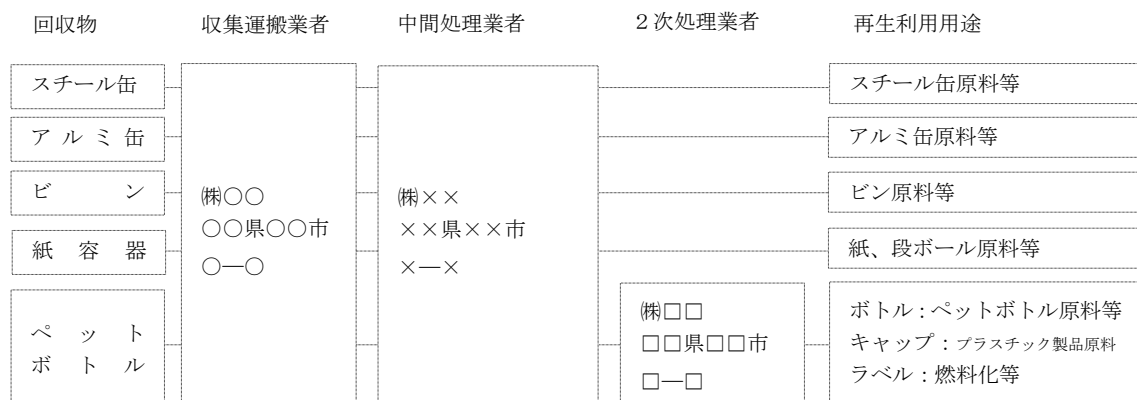 回収物 収集運搬業者 中間処理業者 2次処理業者 再生利用用途
スチール缶
アルミ缶
ビン
紙容器
ペット
ボトル
㈱○○
○○県○○市
○―○
㈱××
××県××市
×―×
㈱□□
□□県□□市
□―□
スチール缶原料等
アルミ缶原料等
ビン原料等
紙、段ボール原料等
ボトル：ペットボトル原料等
キャップ：プラスチック製品原料
ラベル：燃料化等